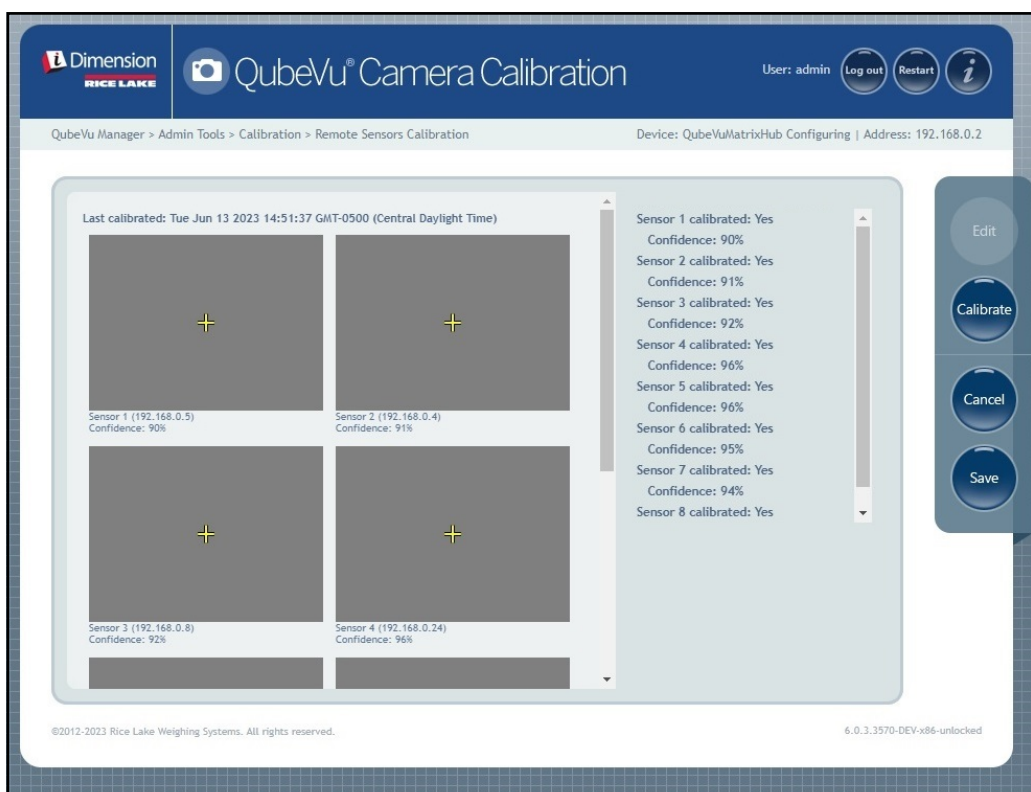 iDimension
RICE LAKE
QubeVu® Camera Calibration
User: admin
Log out
Restart
i
QubeVu Manager > Admin Tools > Calibration > Remote Sensors Calibration
Device: QubeVuMatrixHub Configuring | Address: 192.168.0.2
Last calibrated: Tue Jun 13 2023 14:51:37 GMT-0500 (Central Daylight Time)
Sensor 1 (192.168.0.5)
Confidence: 90%
Sensor 2 (192.168.0.4)
Confidence: 91%
Sensor 3 (192.168.0.8)
Confidence: 92%
Sensor 4 (192.168.0.24)
Confidence: 96%
Sensor 1 calibrated: Yes
Confidence: 90%
Sensor 2 calibrated: Yes
Confidence: 91%
Sensor 3 calibrated: Yes
Confidence: 92%
Sensor 4 calibrated: Yes
Confidence: 96%
Sensor 5 calibrated: Yes
Confidence: 96%
Sensor 6 calibrated: Yes
Confidence: 95%
Sensor 7 calibrated: Yes
Confidence: 94%
Sensor 8 calibrated: Yes
Edit
Calibrate
Cancel
Save
©2012-2023 Rice Lake Weighing Systems. All rights reserved.
6.0.3.3570-DEV-x86-unlocked